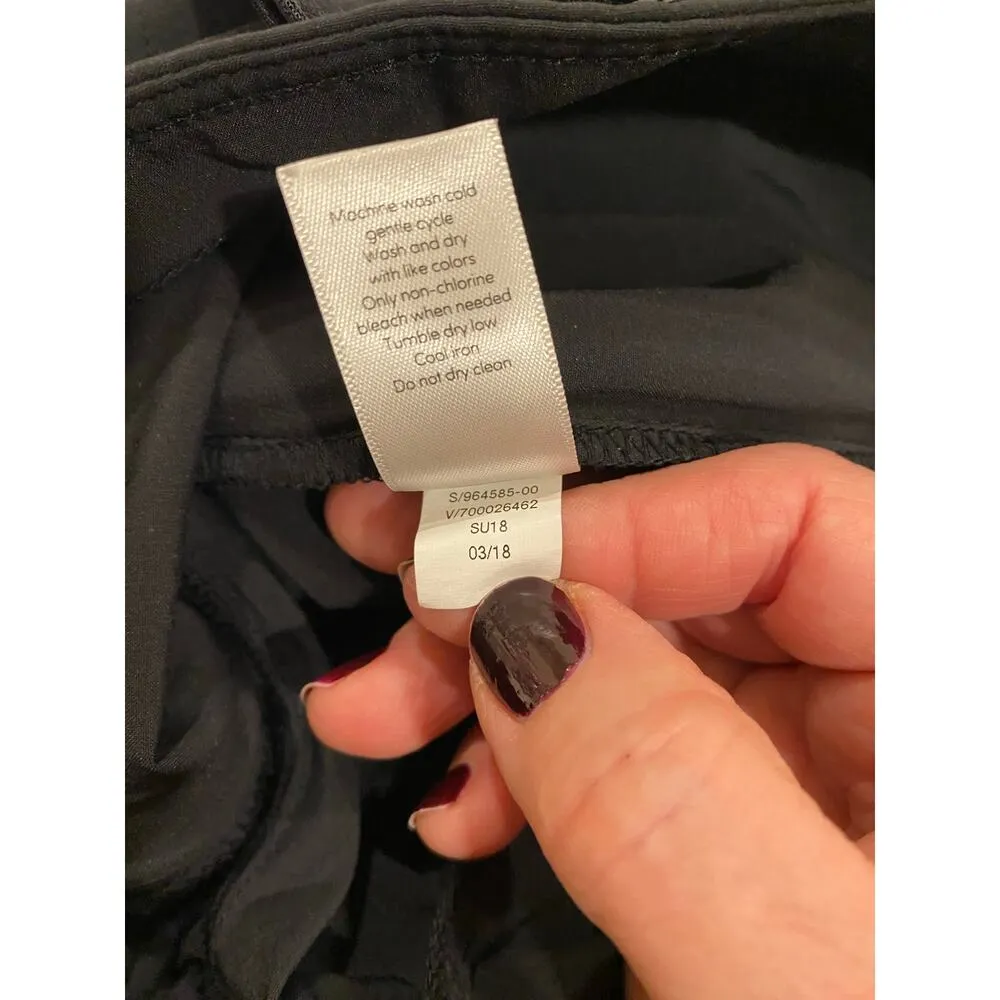 Machine wash cold
gentle cycle
Wash and dry
with like colors
Only non-chlorine
bleach when needed
Tumble dry low
Cool iron
Do not dry clean
S/964585-00
V/700026462
SU18
03/18